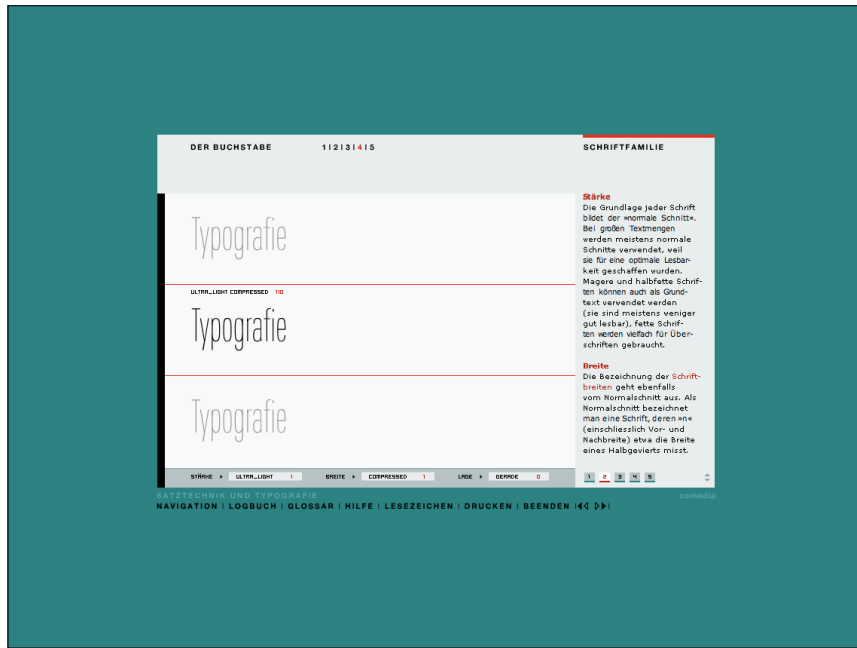 DER BUCHSTABE 1 | 2 | 3 | 4 | 5 SCHRIFTFAMILIE
Typografie
ULTRA_LIGHT COMPRESSED 110
Typografie
Typografie
STÄRKE ULTRA_LIGHT 1 BREITE COMPRESSED 1 LAGE GERADE 0
Stärke
Die Grundlage jeder Schrift
bildet der »normale Schnitt«.
Bei großen Textmengen
werden meistens normale
Schnitte verwendet, weil
sie für eine optimale Lesbar-
keit geschaffen wurden.
Magere und halbfette Schrif-
ten können auch als Grund-
text verwendet werden
(sie sind meistens weniger
gut lesbar), fette Schrif-
ten werden vielfach für Über-
schriften gebraucht.
Breite
Die Bezeichnung der Schrift-
breiten geht ebenfalls
vom Normalschnitt aus. Als
Normalschnitt bezeichnet
man eine Schrift, deren »n«
(einschliesslich Vor- und
Nachbreite) etwa die Breite
eines Halbgevierts misst.
1 2 3 4 5
SATZTECHNIK UND TYPOGRAFIE comedia
NAVIGATION | LOGBUCH | GLOSSAR | HILFE | LESEZEICHEN | DRUCKEN | BEENDEN